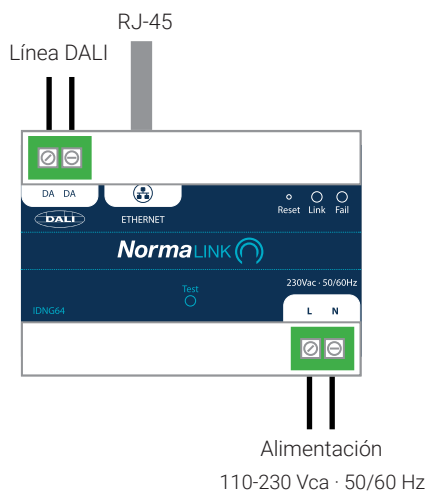 RJ-45
Línea DALI
DA DA
DALI
ETHERNET
Reset Link Fail
NormaLINK
Test
230Vac · 50/60Hz
IDNG64
L N
Alimentación
110-230 Vca · 50/60 Hz